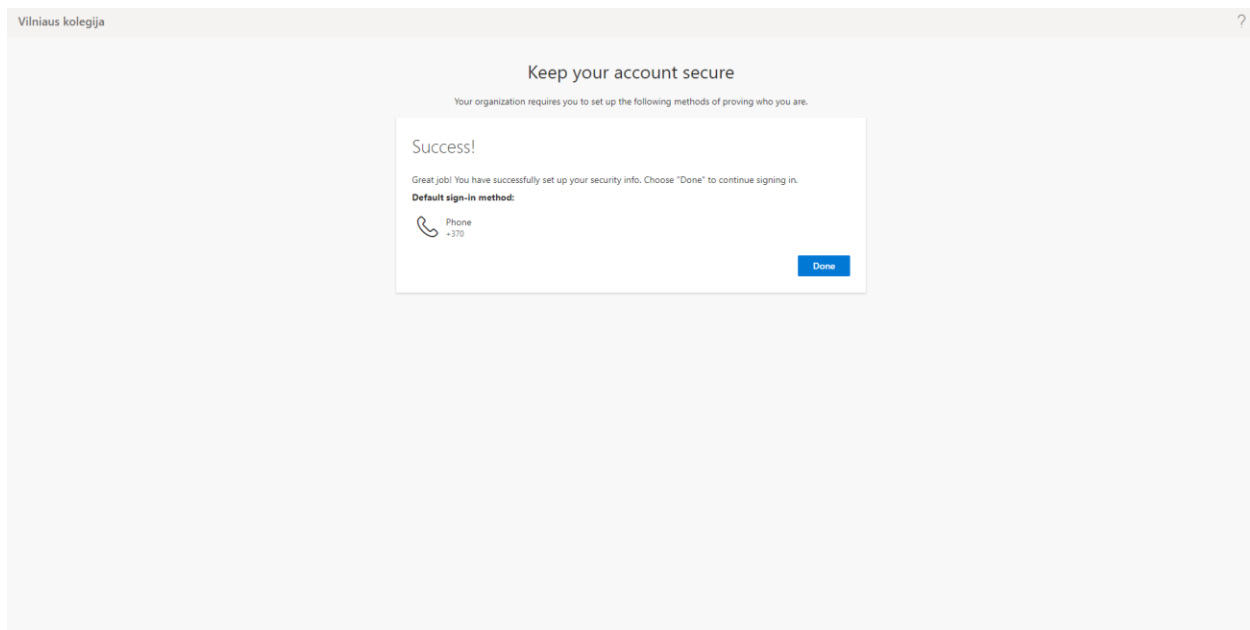 Vilniaus kolegija
?
Keep your account secure
Your organization requires you to set up the following methods of proving who you are.
Success!
Great job! You have successfully set up your security info. Choose "Done" to continue signing in.
Default sign-in method:
Phone
+370
Done